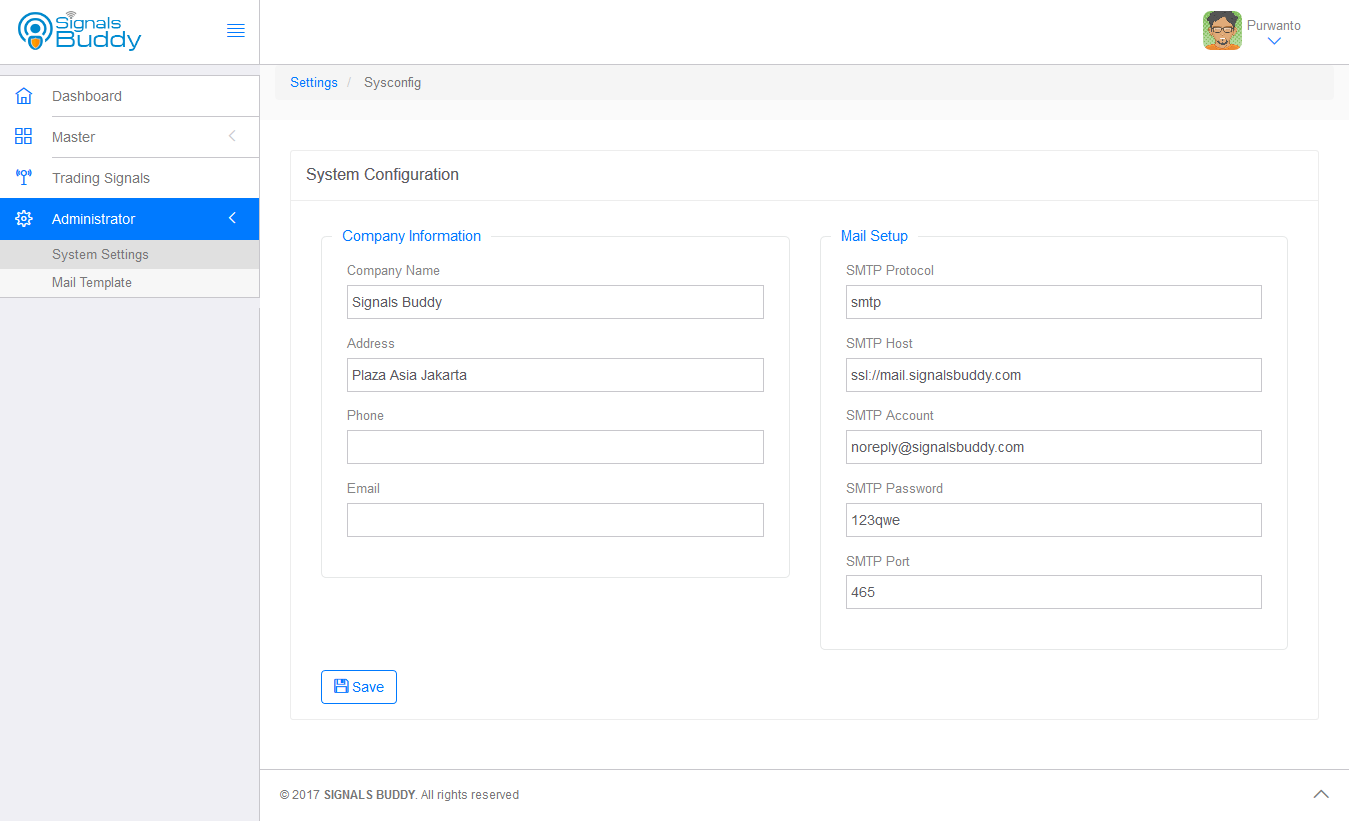 Signals
Buddy
Purwanto
Settings / Sysconfig
Dashboard
Master
Trading Signals
Administrator
System Settings
Mail Template
System Configuration
Company Information
Company Name
Signals Buddy
Address
Plaza Asia Jakarta
Phone
Email
Mail Setup
SMTP Protocol
smtp
SMTP Host
ssl://mail.signalsbuddy.com
SMTP Account
noreply@signalsbuddy.com
SMTP Password
123qwe
SMTP Port
465
Save
© 2017 SIGNALS BUDDY. All rights reserved